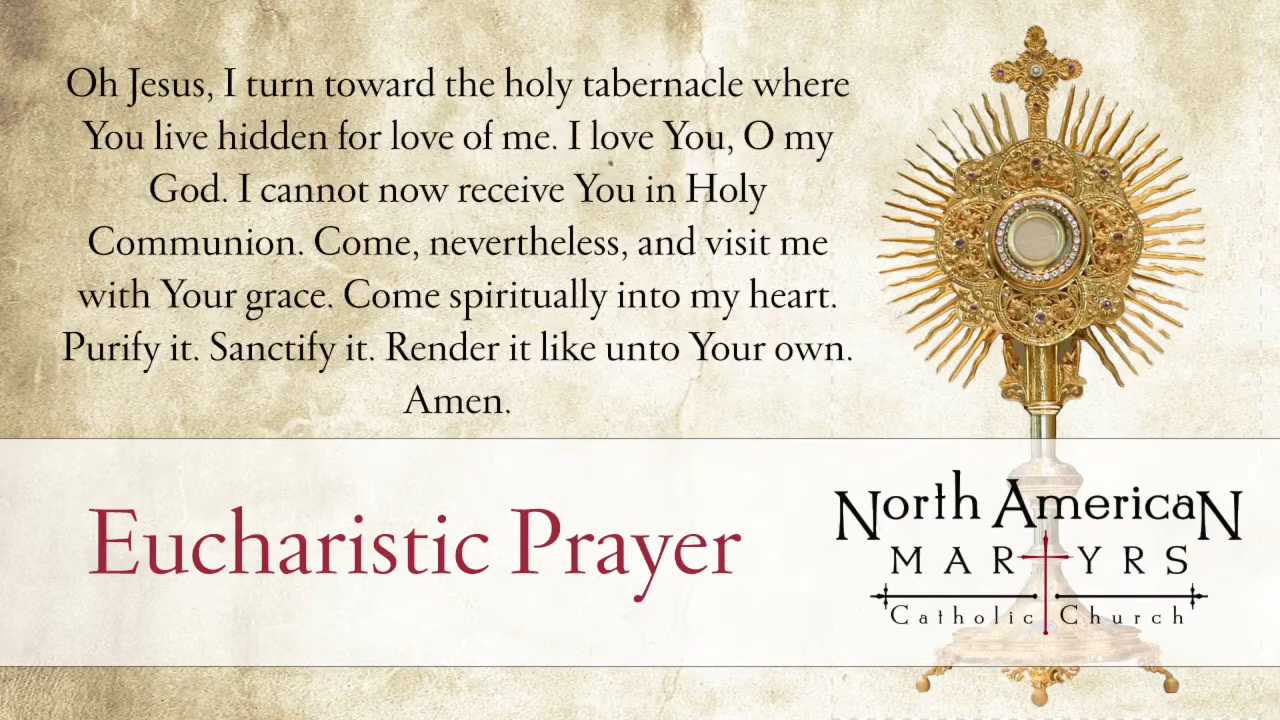 Oh Jesus, I turn toward the holy tabernacle where
You live hidden for love of me. I love You, O my
God. I cannot now receive You in Holy
Communion. Come, nevertheless, and visit me
with Your grace. Come spiritually into my heart.
Purify it. Sanctify it. Render it like unto Your own.
Amen.
Eucharistic Prayer
North American
MARTYRS
Catholic Church